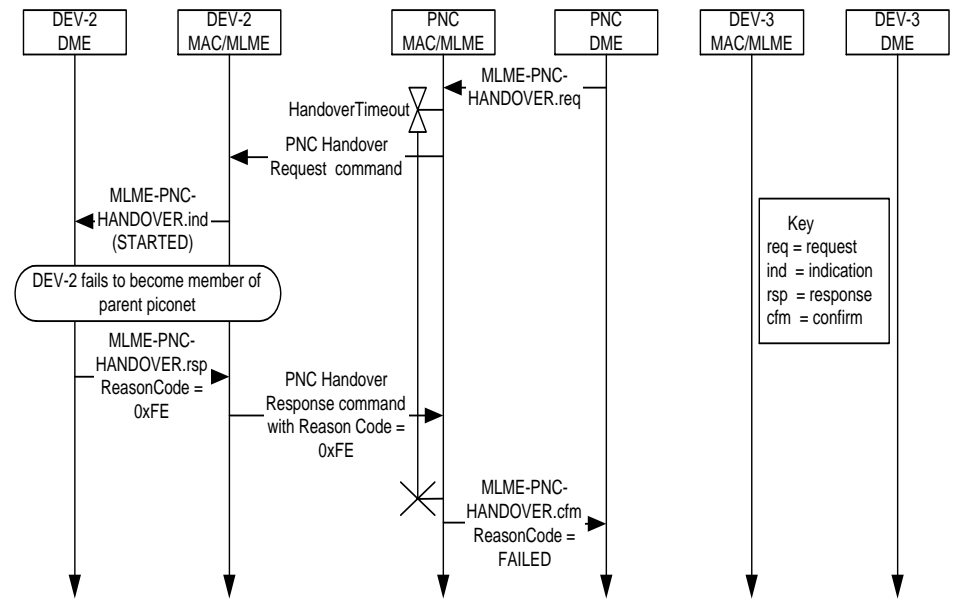 DEV-2
DME
DEV-2
MAC/MLME
PNC
MAC/MLME
PNC
DME
DEV-3
MAC/MLME
DEV-3
DME
MLME-PNC-
HANDOVER.req
HandoverTimeout
PNC Handover
Request command
MLME-PNC-
HANDOVER.ind
(STARTED)
Key
req = request
ind = indication
rsp = response
cfm = confirm
DEV-2 fails to become member of
parent piconet
MLME-PNC-
HANDOVER.rsp
ReasonCode =
0xFE
PNC Handover
Response command
with Reason Code =
0xFE
MLME-PNC-
HANDOVER.cfm
ReasonCode =
FAILED